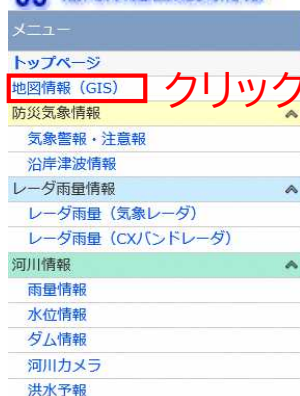 メニュー
トップページ
地図情報（GIS） クリック
防災気象情報
気象警報・注意報
沿岸津波情報
レーダ雨量情報
レーダ雨量（気象レーダ）
レーダ雨量（CXバンドレーダ）
河川情報
雨量情報
水位情報
ダム情報
河川カメラ
洪水予報